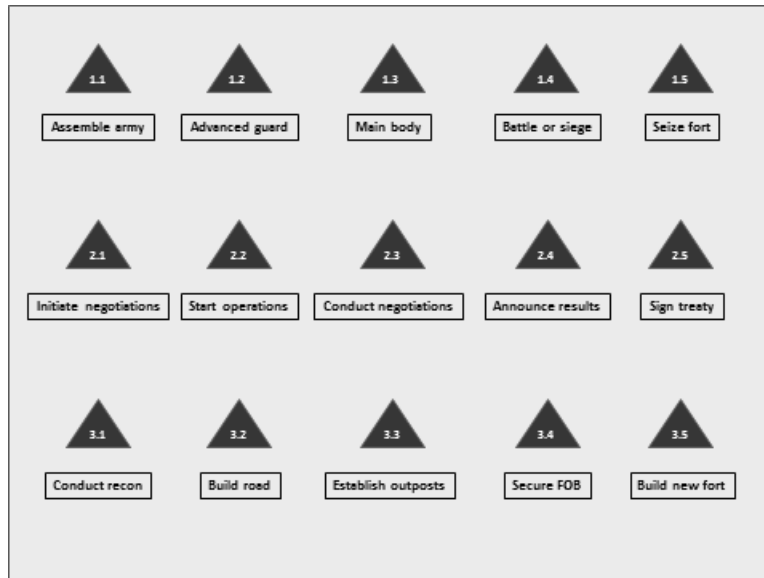 1.1 1.2 1.3 1.4 1.5
Assemble army Advanced guard Main body Battle or siege Seize fort
2.1 2.2 2.3 2.4 2.5
Initiate negotiations Start operations Conduct negotiations Announce results Sign treaty
3.1 3.2 3.3 3.4 3.5
Conduct recon Build road Establish outposts Secure FOB Build new fort